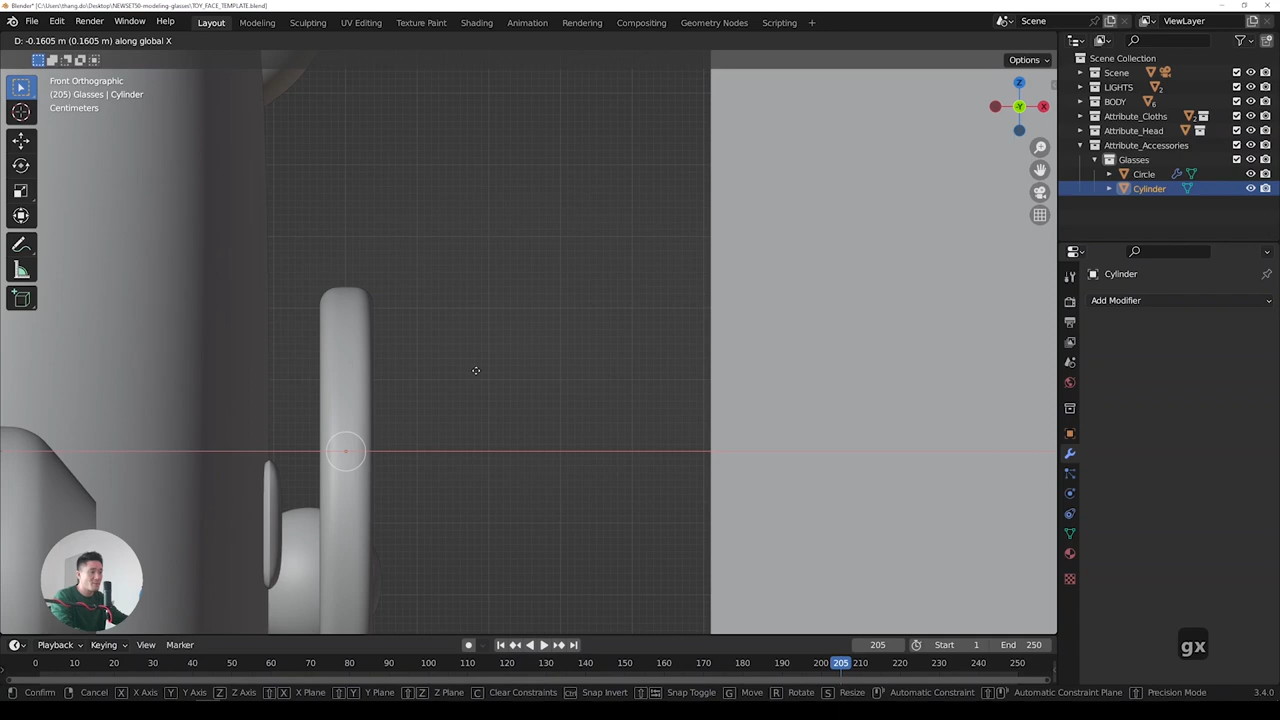 Blender* [C:\Users\thang.do\Desktop\NEWSET50-modeling-glasses\TOY_FACE_TEMPLATE.blend]
File Edit Render Window Help Layout Modeling Sculpting UV Editing Texture Paint Shading Animation Rendering Compositing Geometry Nodes Scripting + Scene ViewLayer
D: -0.1605 m (0.1605 m) along global X
Options
Front Orthographic
(205) Glasses | Cylinder
Centimeters
Z
Y
X
Scene Collection
Scene
LIGHTS 2
BODY 6
Attribute_Cloths 2
Attribute_Head
Attribute_Accessories
Glasses
Circle
Cylinder
Cylinder
Add Modifier
gx
Playback Keying View Marker 205 Start 1 End 250
0 10 20 30 40 50 60 70 80 90 100 110 120 130 140 150 160 170 180 190 200 205 210 220 230 240 250
Confirm Cancel X X Axis Y Y Axis Z Z Axis X X Plane Y Y Plane Z Z Plane C Clear Constraints Snap Invert Snap Toggle G Move R Rotate S Resize Automatic Constraint Automatic Constraint Plane Precision Mode 3.4.0